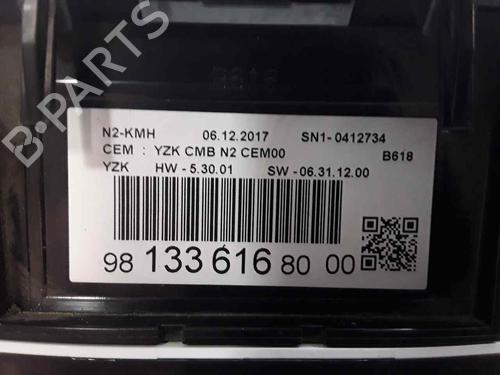 B-PARTS
B618
N2-KMH 06.12.2017 SN1-0412734
CEM : YZK CMB N2 CEM00 B618
YZK HW - 5.30.01 SW - 06.31.12.00
98 133 616 80 00